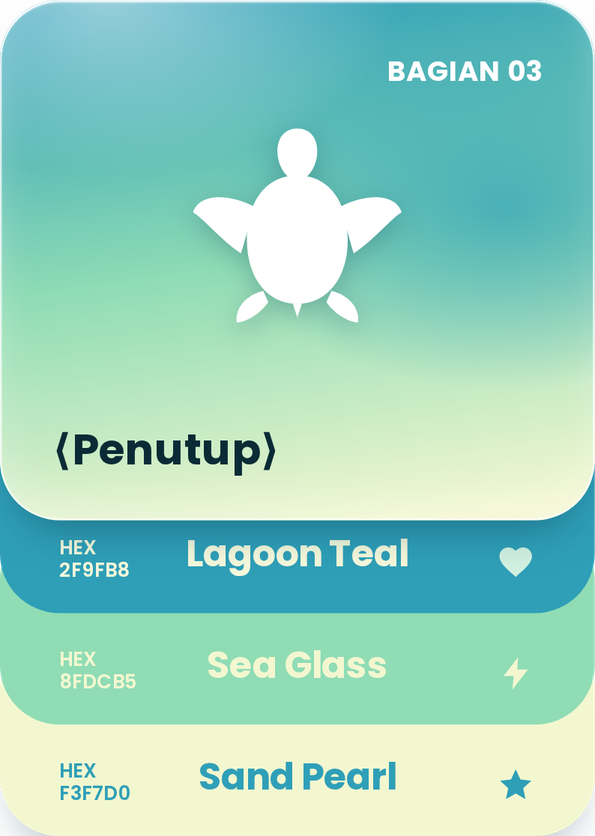 BAGIAN 03
⟨Penutup⟩
HEX
2F9FB8
Lagoon Teal
HEX
8FDCB5
Sea Glass
HEX
F3F7D0
Sand Pearl